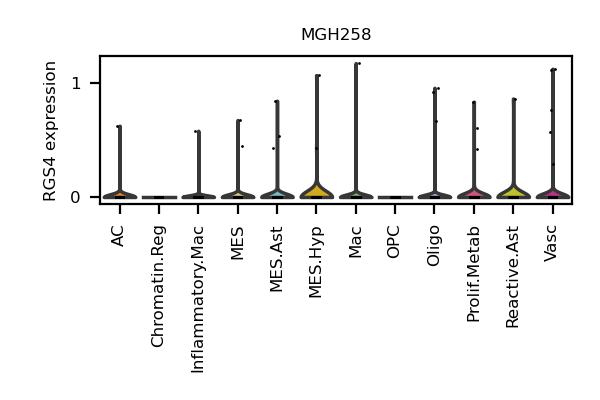 MGH258
RGS4 expression
1
0
AC
Chromatin.Reg
Inflammatory.Mac
MES
MES.Ast
MES.Hyp
Mac
OPC
Oligo
Prolif.Metab
Reactive.Ast
Vasc